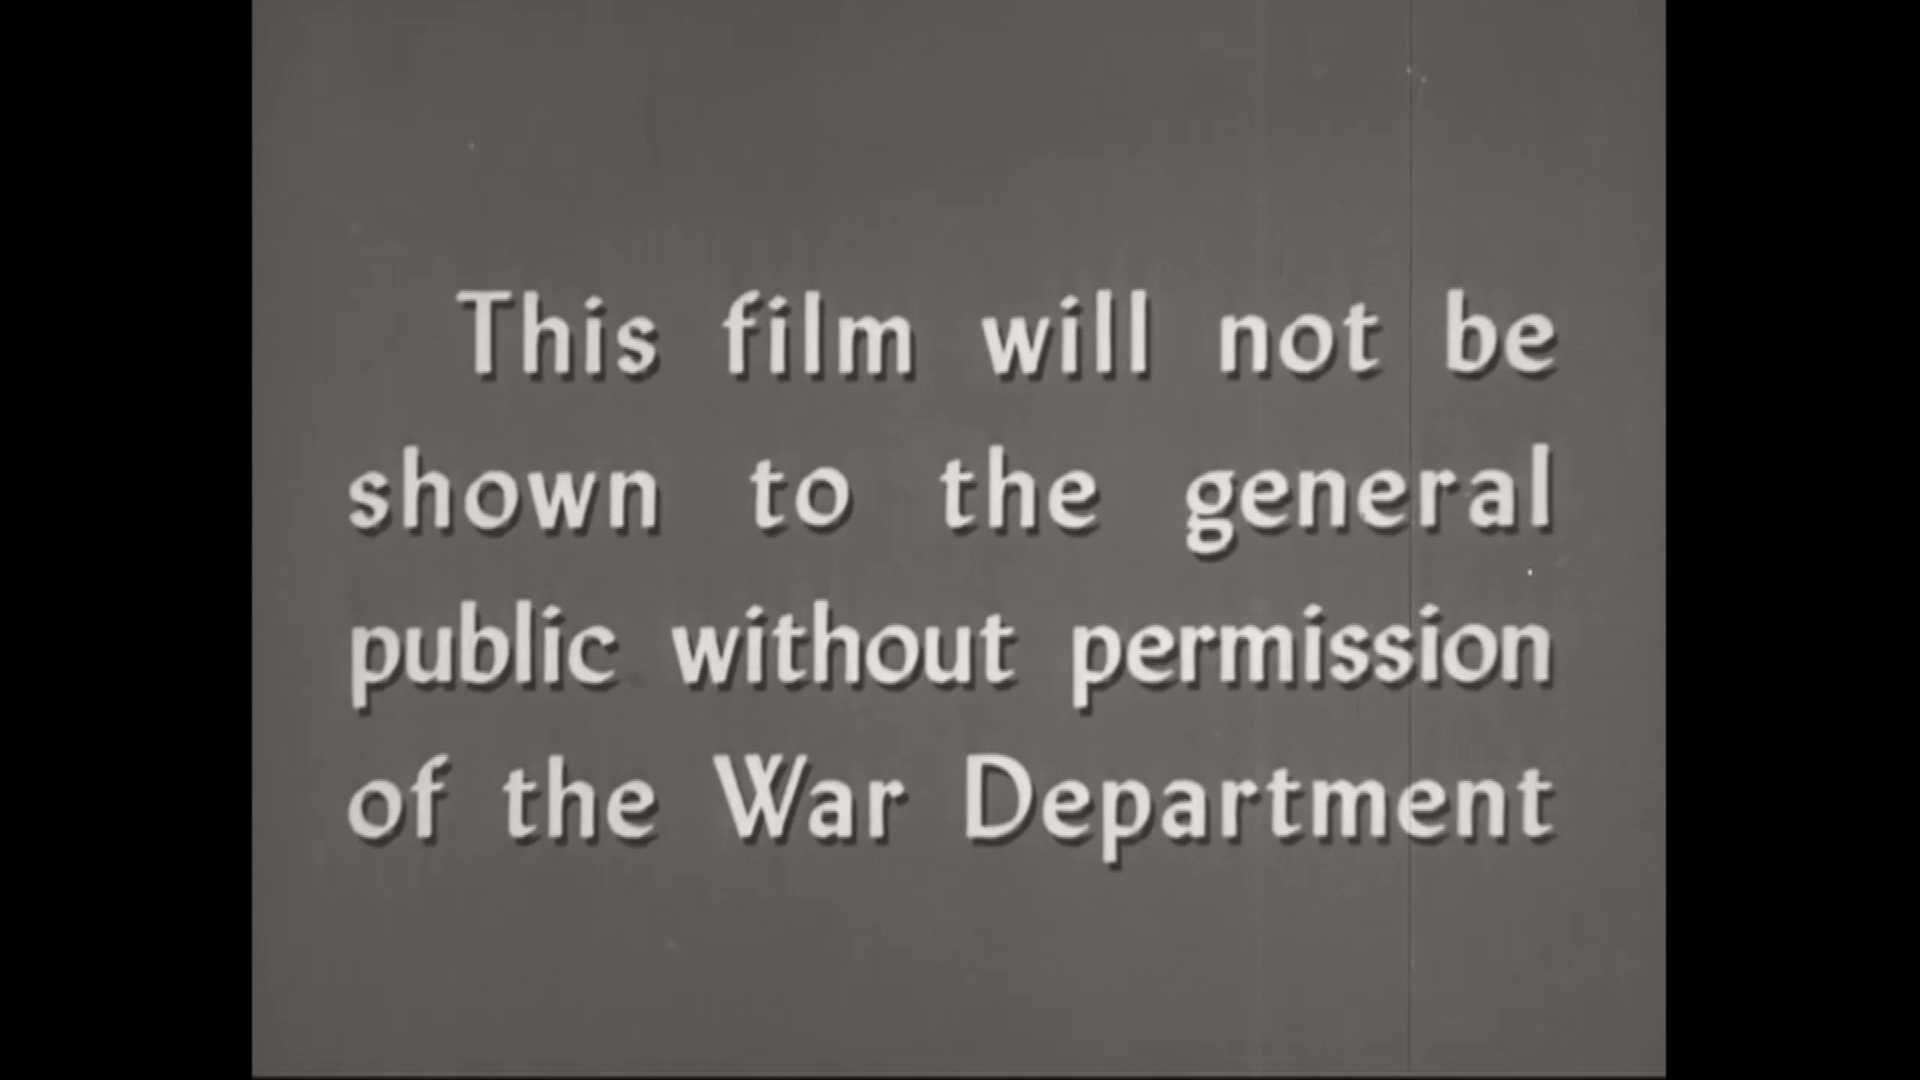 This film will not be
shown to the general
public without permission
of the War Department